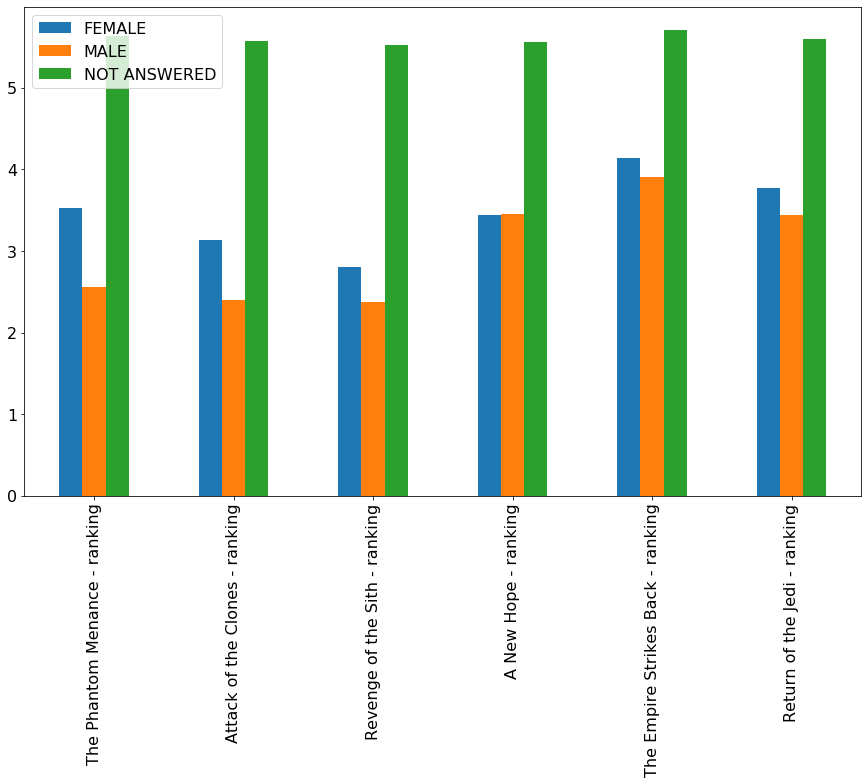 FEMALE
MALE
NOT ANSWERED
5
4
3
2
1
0
The Phantom Menance - ranking
Attack of the Clones - ranking
Revenge of the Sith - ranking
A New Hope - ranking
The Empire Strikes Back - ranking
Return of the Jedi - ranking